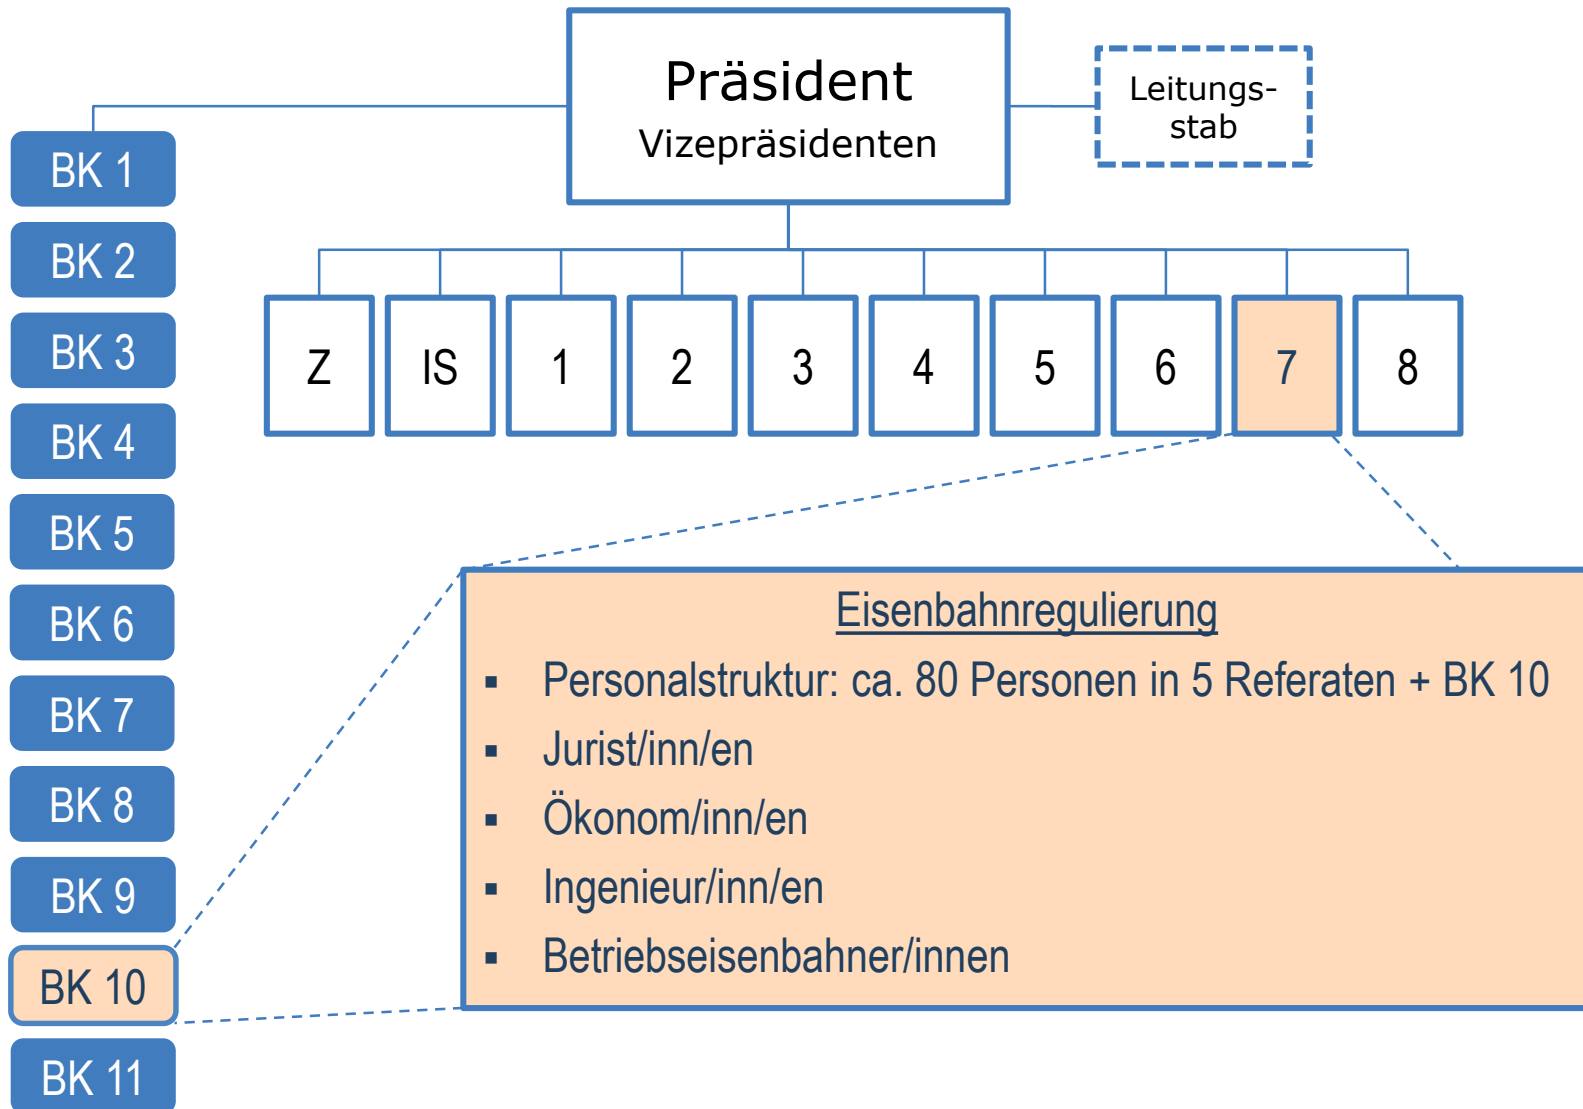 Präsident
Vizepräsidenten
Leitungs-
stab
BK 1
BK 2
BK 3
BK 4
BK 5
BK 6
BK 7
BK 8
BK 9
BK 10
BK 11
Z
IS
1
2
3
4
5
6
7
8
Eisenbahnregulierung
▪ Personalstruktur: ca. 80 Personen in 5 Referaten + BK 10
▪ Jurist/inn/en
▪ Ökonom/inn/en
▪ Ingenieur/inn/en
▪ Betriebseisenbahner/innen